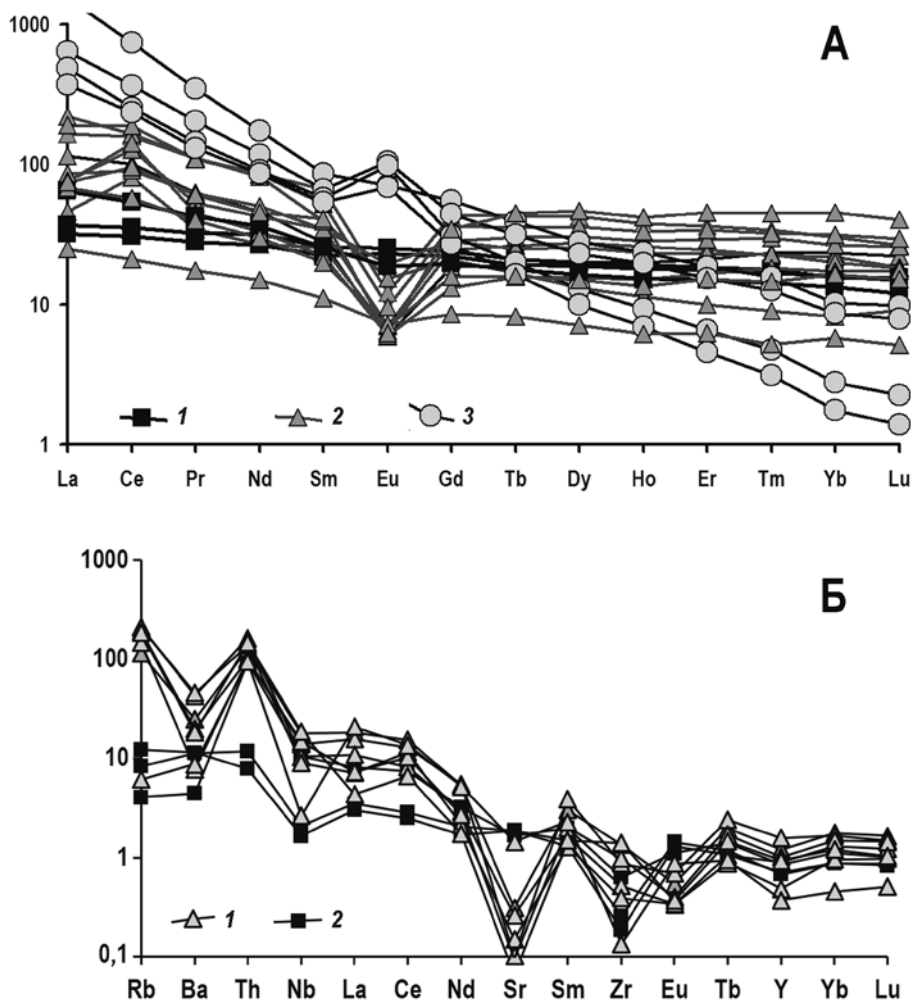 1000
А
100
10
1 2 3
1
La Ce Pr Nd Sm Eu Gd Tb Dy Ho Er Tm Yb Lu
1000
Б
100
10
1
1 2
0,1
Rb Ba Th Nb La Ce Nd Sr Sm Zr Eu Tb Y Yb Lu